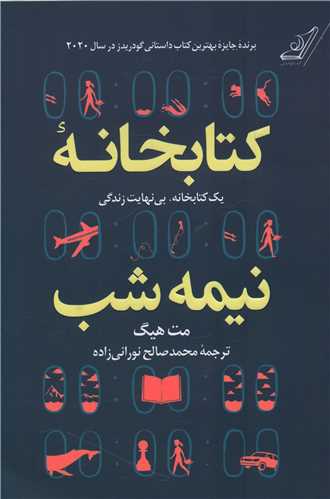 برندهٔ جایزهٔ بهترین کتاب داستانی گودریدز در سال ۲۰۲۰
کتابخانهٔ
یک کتابخانه. بی‌نهایت زندگی
نیمه شب
مت هیگ
ترجمهٔ محمدصالح نورانی‌زاده